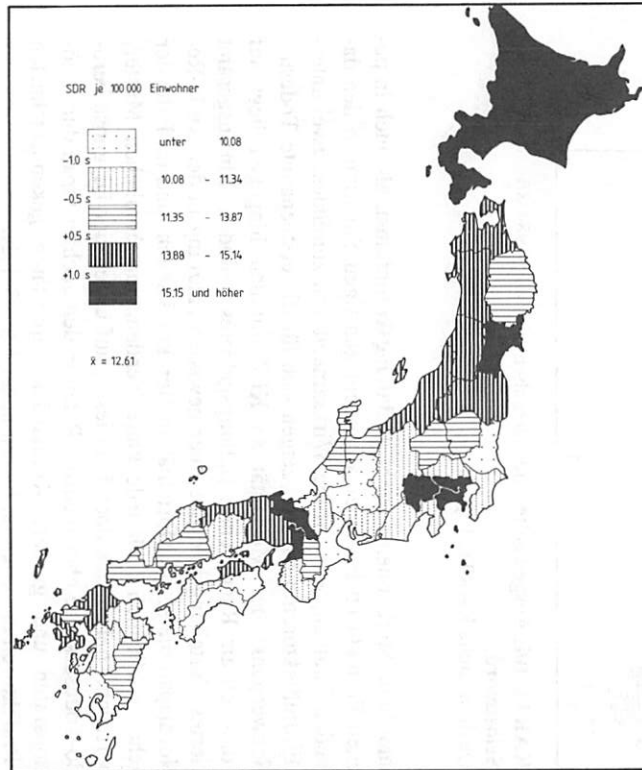 SDR je 100 000 Einwohner
unter 10.08
-1.0 s
10.08 - 11.34
-0.5 s
11.35 - 13.87
+0.5 s
13.88 - 15.14
+1.0 s
15.15 und höher
x̄ = 12.61